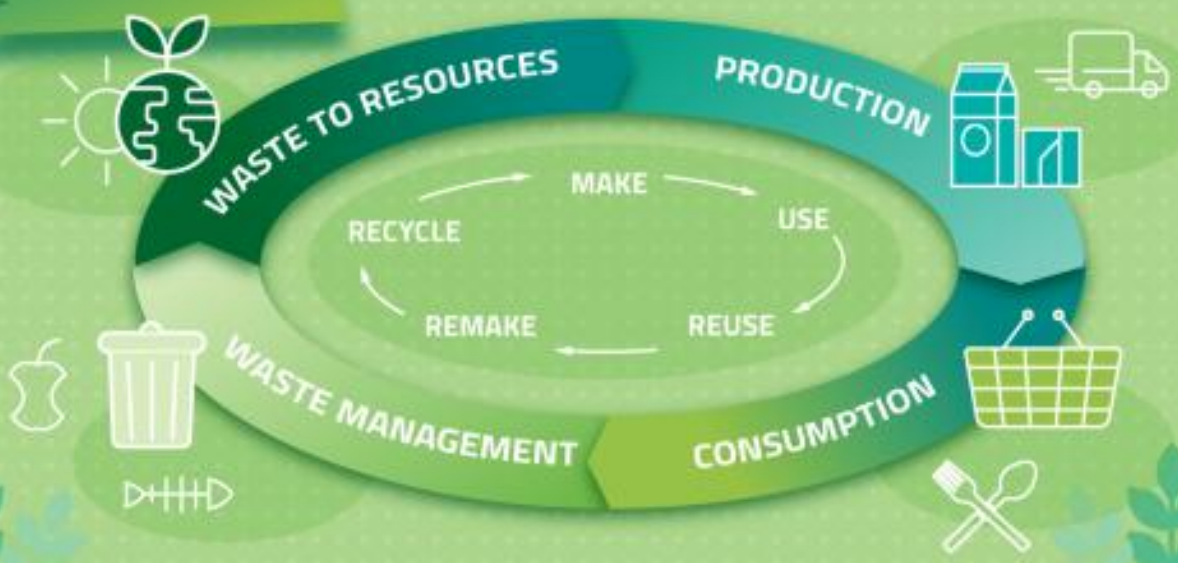 WASTE TO RESOURCES
PRODUCTION
CONSUMPTION
WASTE MANAGEMENT
MAKE
USE
REUSE
REMAKE
RECYCLE